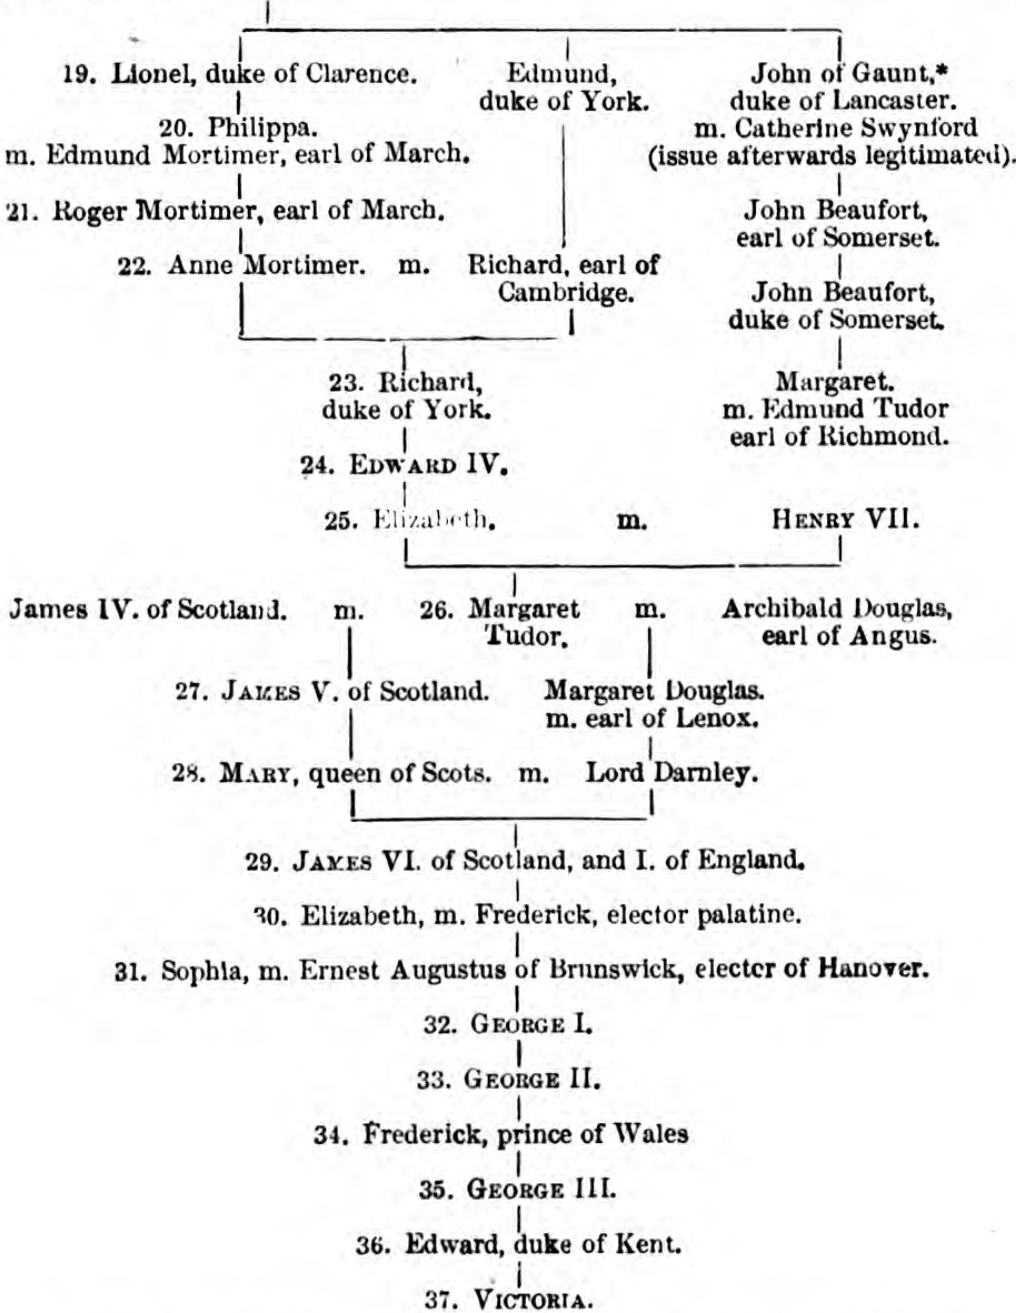 19. Lionel, duke of Clarence. Edmund, John of Gaunt,*
duke of York. duke of Lancaster.
20. Philippa. m. Catherine Swynford
m. Edmund Mortimer, earl of March. (issue afterwards legitimated).
21. Roger Mortimer, earl of March. John Beaufort,
earl of Somerset.
22. Anne Mortimer. m. Richard, earl of
Cambridge. John Beaufort,
duke of Somerset.
23. Richard, Margaret.
duke of York. m. Edmund Tudor
earl of Richmond.
24. EDWARD IV.
25. Elizabeth. m. HENRY VII.
James IV. of Scotland. m. 26. Margaret m. Archibald Douglas,
Tudor. earl of Angus.
27. JAMES V. of Scotland. Margaret Douglas.
m. earl of Lenox.
28. MARY, queen of Scots. m. Lord Darnley.
29. JAMES VI. of Scotland, and I. of England.
30. Elizabeth, m. Frederick, elector palatine.
31. Sophia, m. Ernest Augustus of Brunswick, elector of Hanover.
32. GEORGE I.
33. GEORGE II.
34. Frederick, prince of Wales
35. GEORGE III.
36. Edward, duke of Kent.
37. VICTORIA.